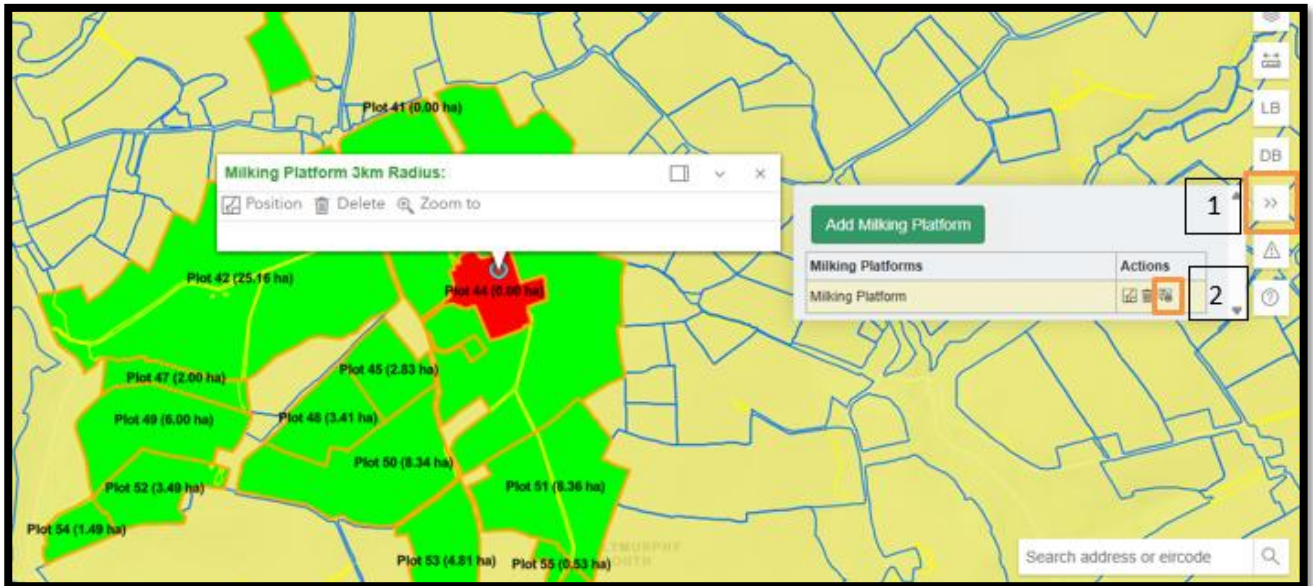 Plot 41 (0.00 ha)
Milking Platform 3km Radius:
Position Delete Zoom to
LB
DB
1
Add Milking Platform
Milking Platforms Actions
Milking Platform
2
Plot 42 (25.16 ha)
Plot 44 (0.00 ha)
Plot 45 (2.83 ha)
Plot 47 (2.00 ha)
Plot 49 (6.00 ha)
Plot 48 (3.41 ha)
Plot 50 (8.34 ha)
Plot 51 (8.36 ha)
Plot 52 (3.49 ha)
Plot 54 (1.49 ha)
Plot 53 (4.81 ha)
Plot 55 (0.53 ha)
Search address or eircode